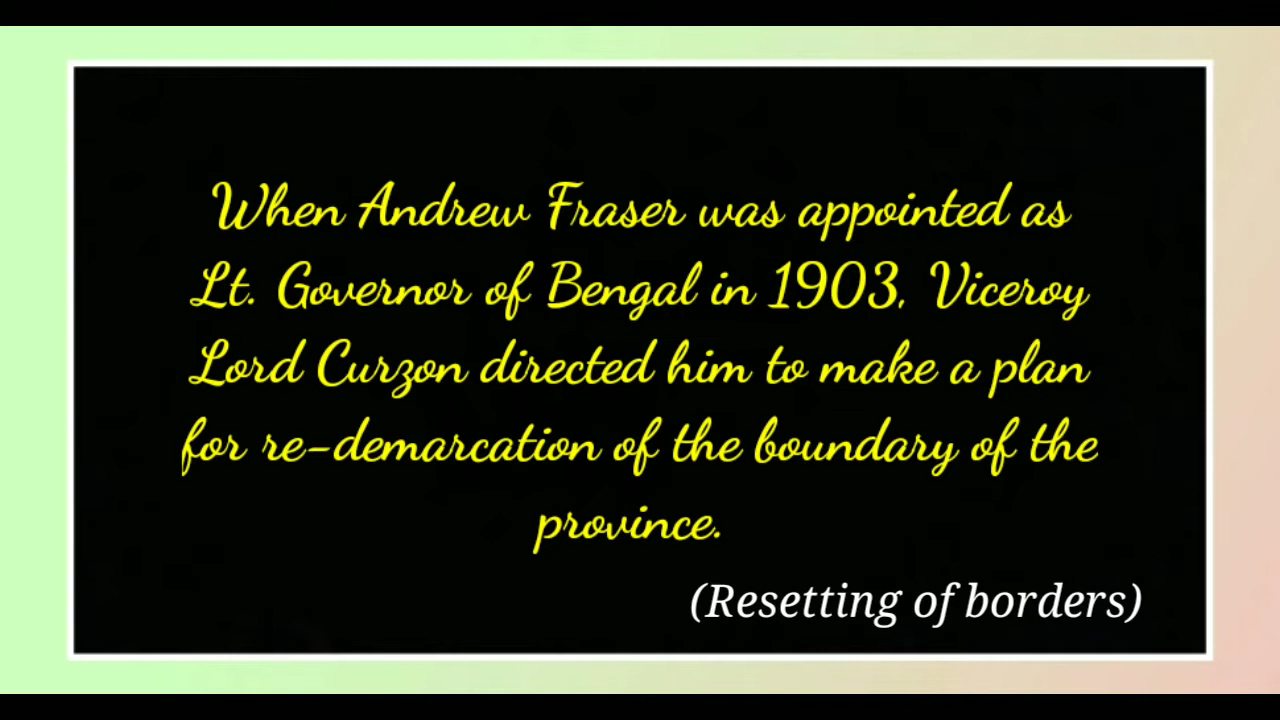 When Andrew Fraser was appointed as
Lt. Governor of Bengal in 1903, Viceroy
Lord Curzon directed him to make a plan
for re-demarcation of the boundary of the
province.
(Resetting of borders)